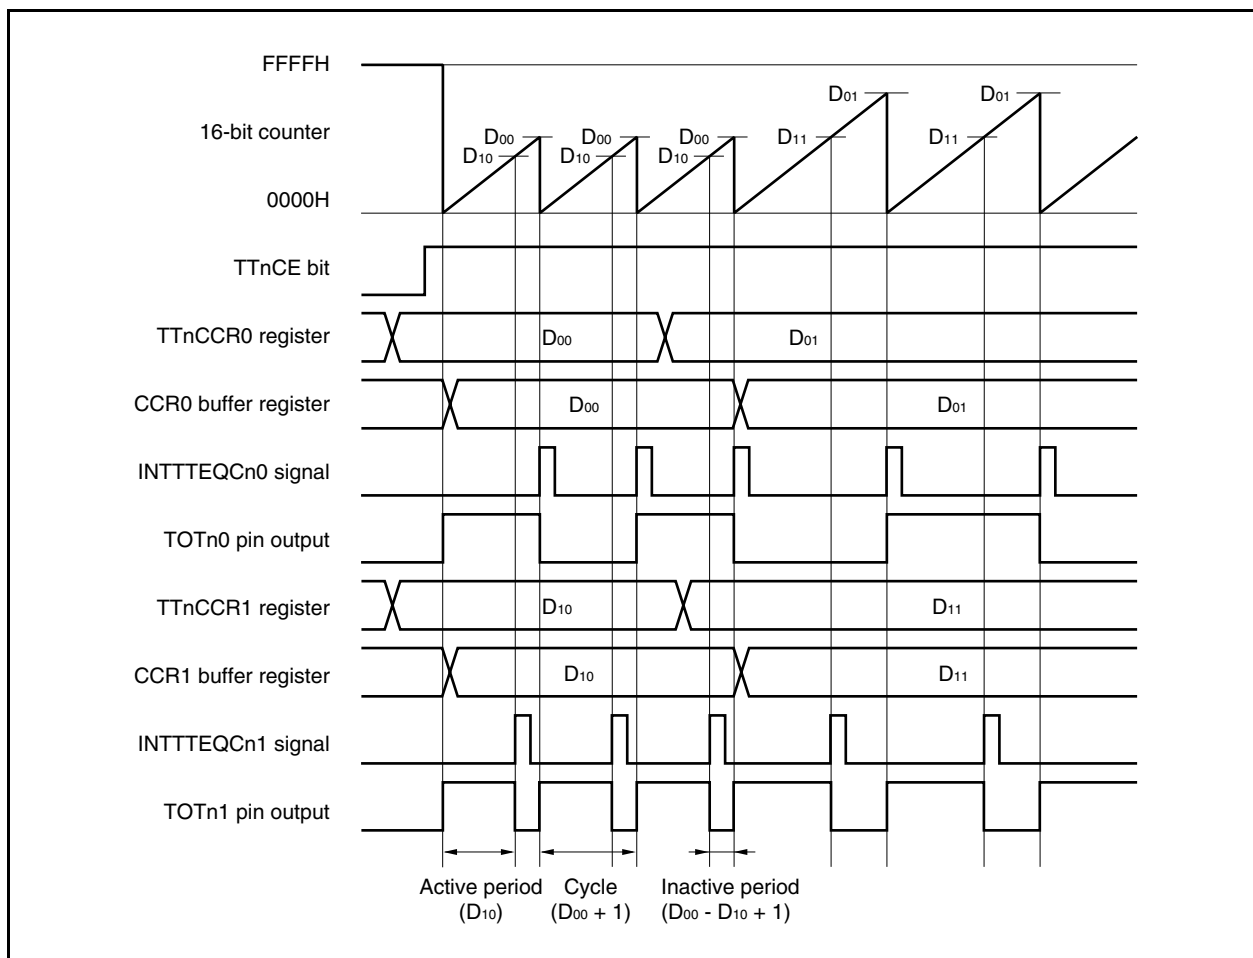 FFFFH
D01 D01
16-bit counter D00 D00 D00 D11 D11
D10 D10 D10
0000H
TTnCE bit
TTnCCR0 register D00 D01
CCR0 buffer register D00 D01
INTTTEQCn0 signal
TOTn0 pin output
TTnCCR1 register D10 D11
CCR1 buffer register D10 D11
INTTTEQCn1 signal
TOTn1 pin output
Active period Cycle Inactive period
(D10) (D00 + 1) (D00 - D10 + 1)